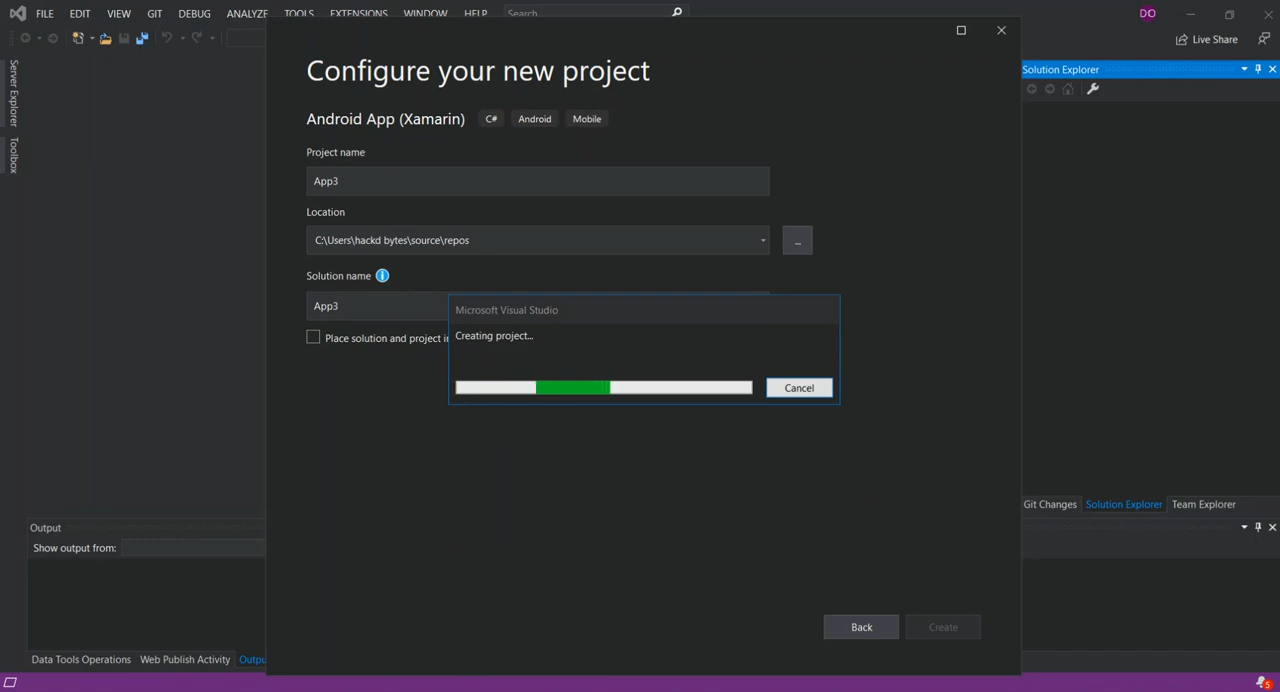 FILE EDIT VIEW GIT DEBUG ANALYZE TOOLS EXTENSIONS WINDOW HELP Search DO
Live Share
Server Explorer
Toolbox
Configure your new project
Android App (Xamarin) C# Android Mobile
Project name
App3
Location
C:\Users\hackd bytes\source\repos
...
Solution name
App3
Place solution and project in
Microsoft Visual Studio
Creating project...
Cancel
Back Create
Solution Explorer
Git Changes Solution Explorer Team Explorer
Output
Show output from:
Data Tools Operations Web Publish Activity Outpu
5